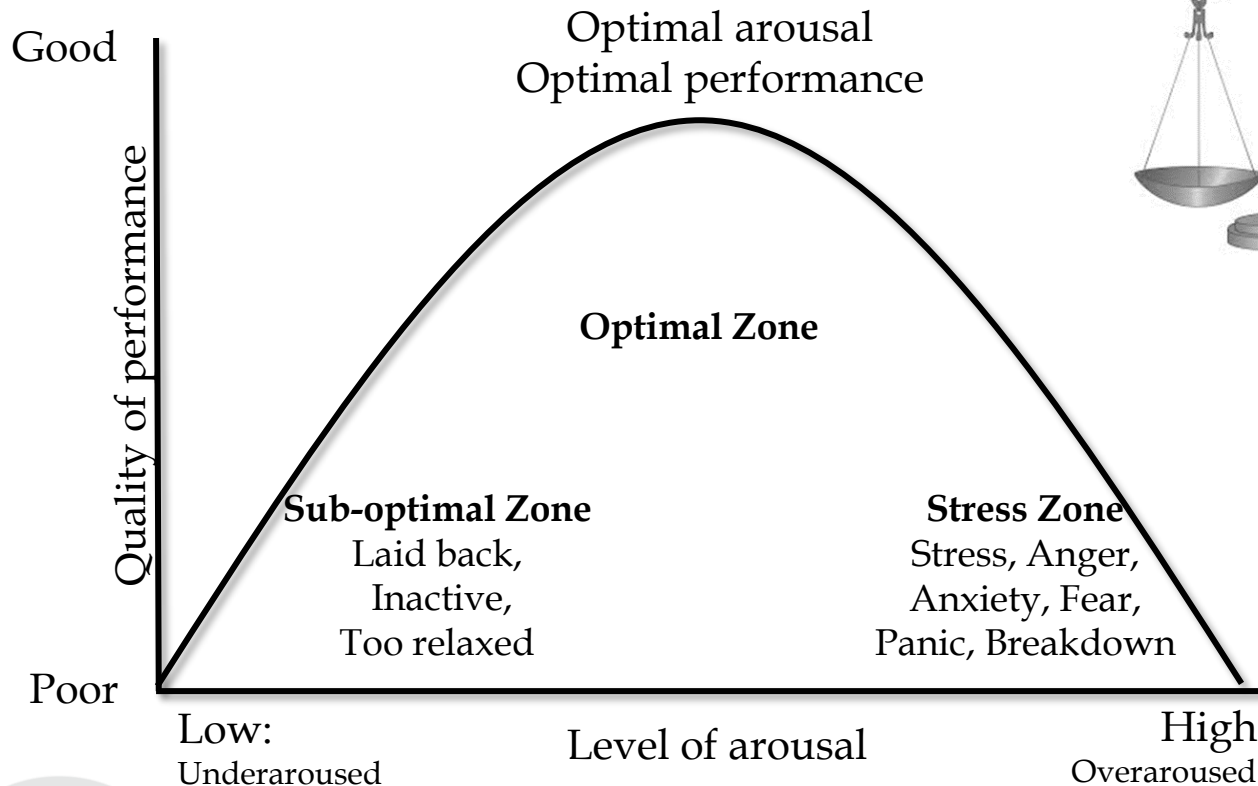 Good
Optimal arousal
Optimal performance
Quality of performance
Optimal Zone
Sub-optimal Zone
Laid back,
Inactive,
Too relaxed
Stress Zone
Stress, Anger,
Anxiety, Fear,
Panic, Breakdown
Poor
Low:
Underaroused
Level of arousal
High
Overaroused